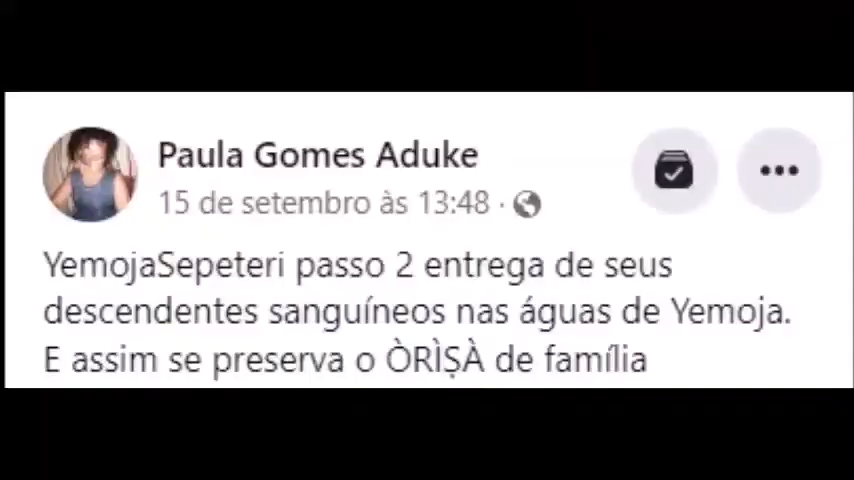 Paula Gomes Aduke
15 de setembro às 13:48 ·
YemojaSepeteri passo 2 entrega de seus
descendentes sanguíneos nas águas de Yemoja.
E assim se preserva o ÒRÌṢÀ de família